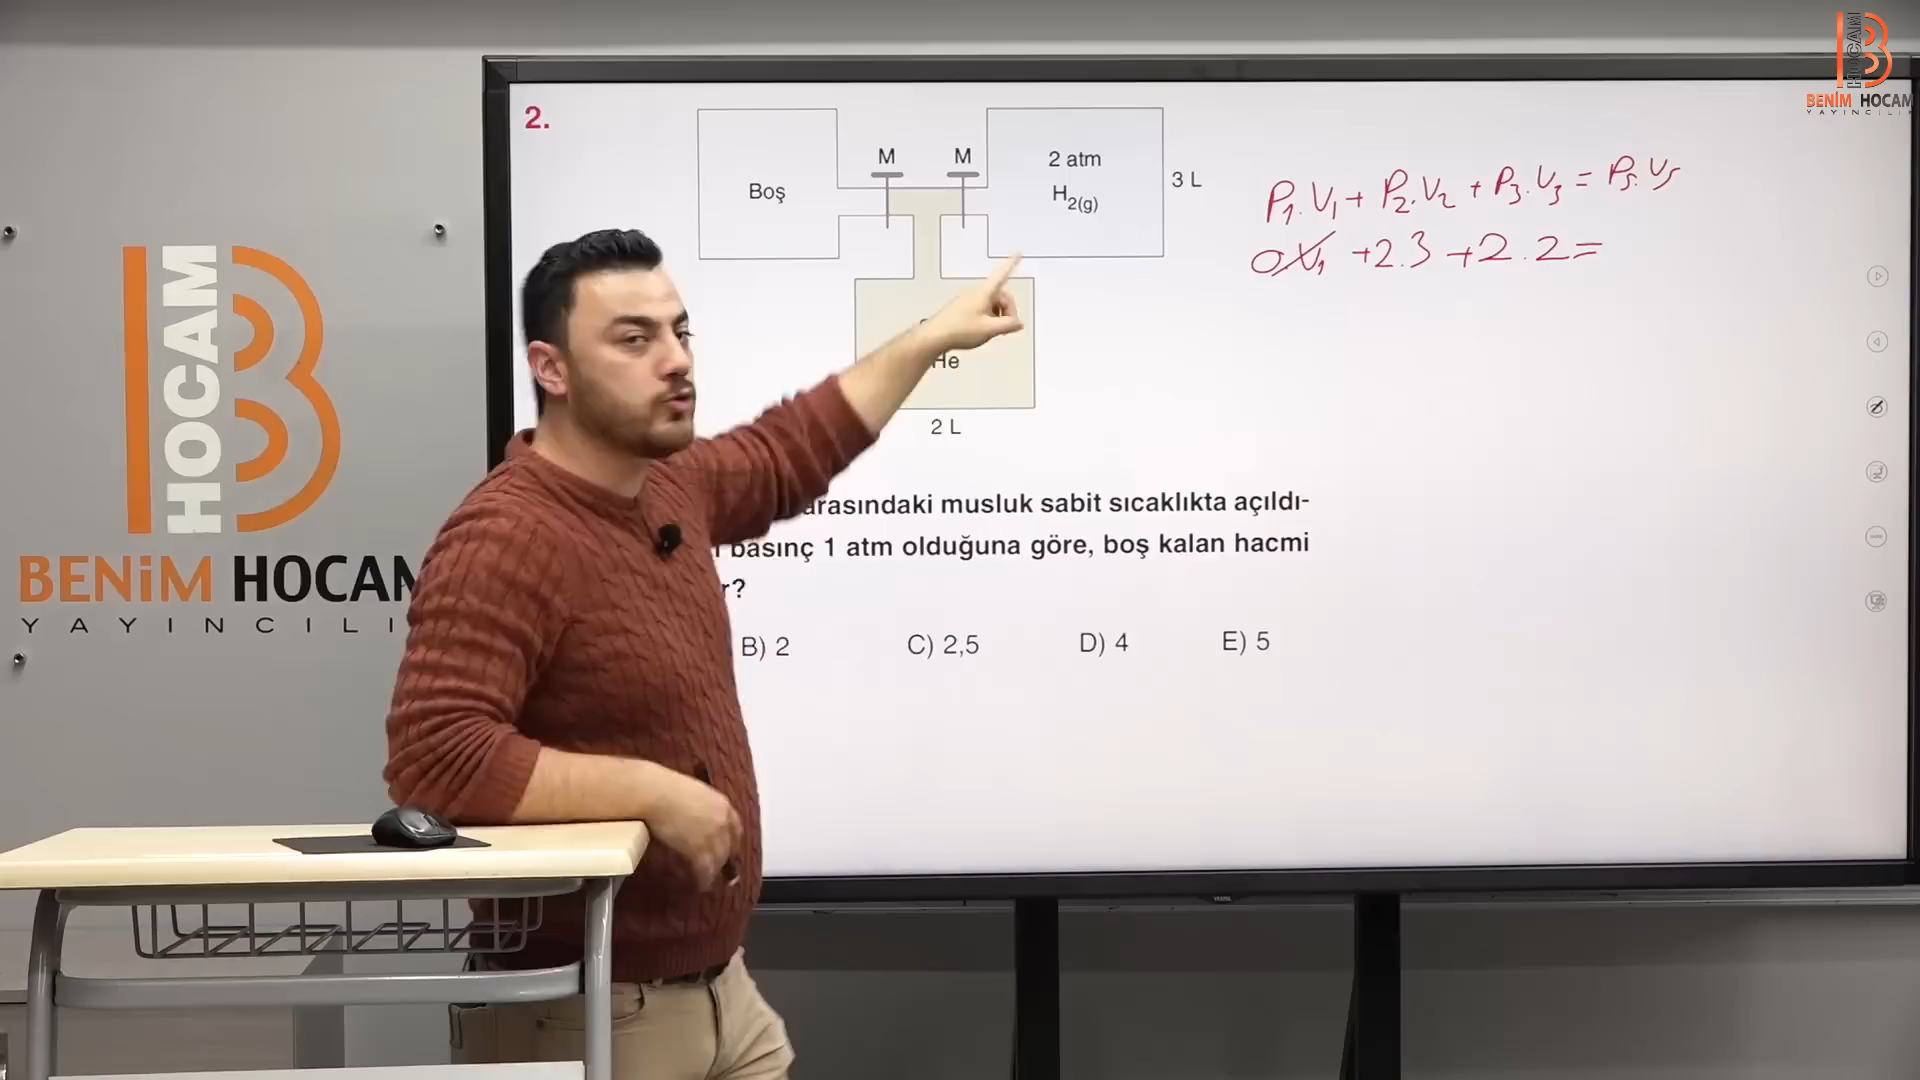 BENİM HOCAM
YAYINCILIK
HOCAM
BENİM HOCAM
YAYINCILI
2.
Boş
M
M
2 atm
H2(g)
3 L
He
2 L
P1.V1 + P2.V2 + P3.V3 = Ps.Vs
0.V1 + 2.3 + 2.2 =
arasındaki musluk sabit sıcaklıkta açıldı-
basınç 1 atm olduğuna göre, boş kalan hacmi
r?
B) 2 C) 2,5 D) 4 E) 5